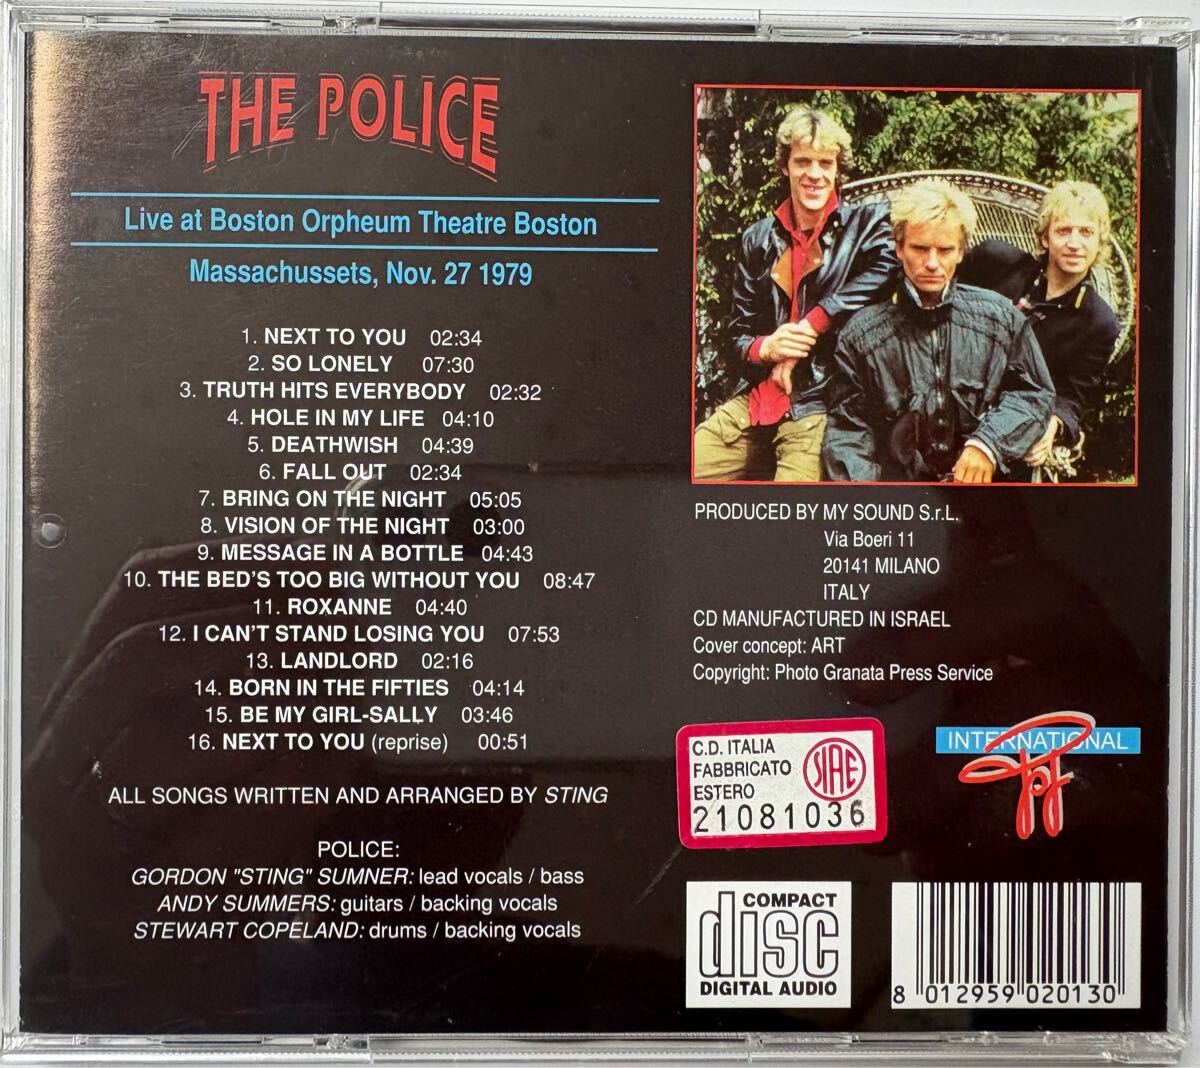 THE POLICE
Live at Boston Orpheum Theatre Boston
Massachussets, Nov. 27 1979
1. NEXT TO YOU 02:34
2. SO LONELY 07:30
3. TRUTH HITS EVERYBODY 02:32
4. HOLE IN MY LIFE 04:10
5. DEATHWISH 04:39
6. FALL OUT 02:34
7. BRING ON THE NIGHT 05:05
8. VISION OF THE NIGHT 03:00
9. MESSAGE IN A BOTTLE 04:43
10. THE BED'S TOO BIG WITHOUT YOU 08:47
11. ROXANNE 04:40
12. I CAN'T STAND LOSING YOU 07:53
13. LANDLORD 02:16
14. BORN IN THE FIFTIES 04:14
15. BE MY GIRL-SALLY 03:46
16. NEXT TO YOU (reprise) 00:51
ALL SONGS WRITTEN AND ARRANGED BY STING
POLICE:
GORDON "STING" SUMNER: lead vocals / bass
ANDY SUMMERS: guitars / backing vocals
STEWART COPELAND: drums / backing vocals
PRODUCED BY MY SOUND S.r.L.
Via Boeri 11
20141 MILANO
ITALY
CD MANUFACTURED IN ISRAEL
Cover concept: ART
Copyright: Photo Granata Press Service
C.D. ITALIA
FABBRICATO
ESTERO
SIAE
21081036
INTERNATIONAL
COMPACT
disc
DIGITAL AUDIO
8 012959 020130